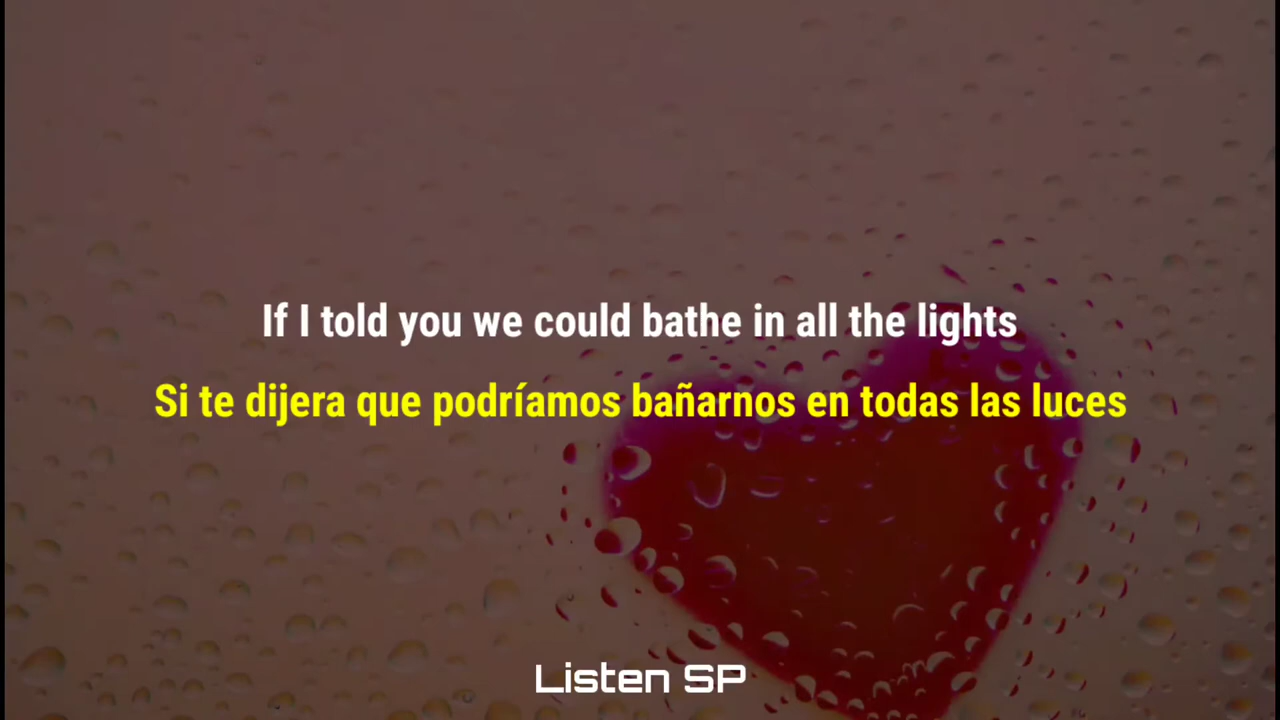 If I told you we could bathe in all the lights
Si te dijera que podríamos bañarnos en todas las luces
Listen SP